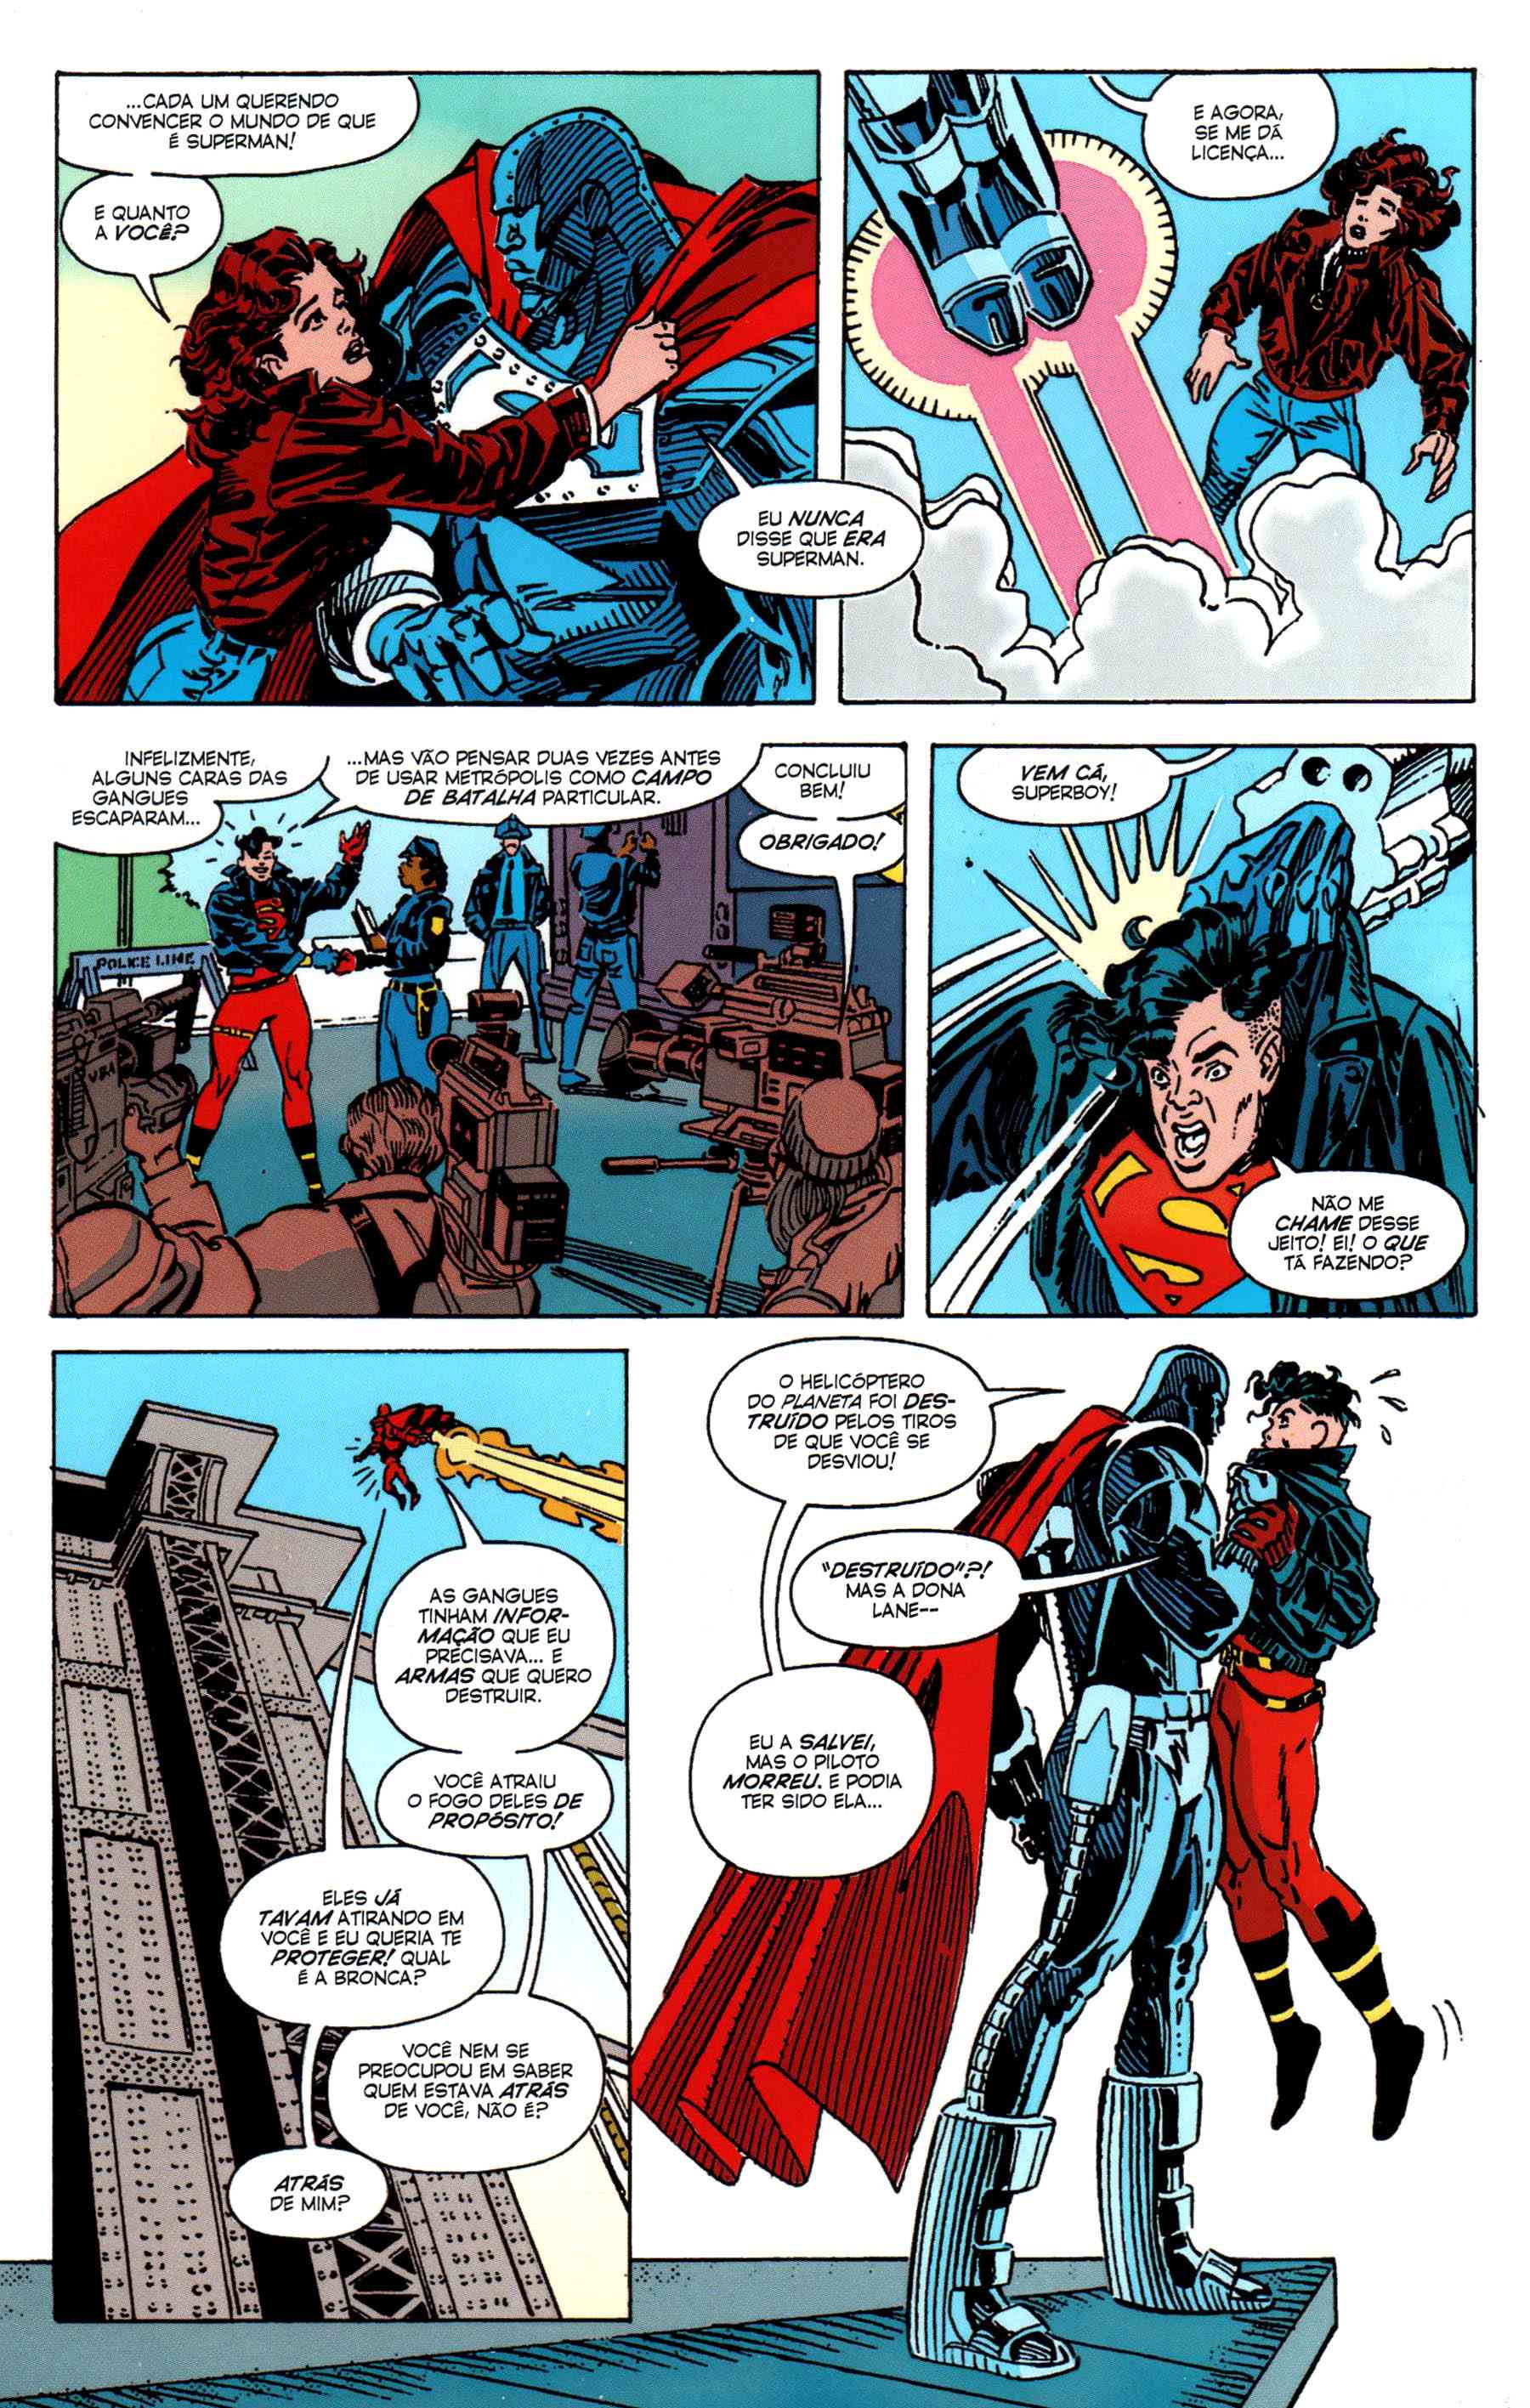 ...CADA UM QUERENDO
CONVENCER O MUNDO DE QUE
É SUPERMAN!
E QUANTO
A VOCÊ?
EU NUNCA
DISSE QUE ERA
SUPERMAN.
E AGORA,
SE ME DÁ
LICENÇA...
INFELIZMENTE,
ALGUNS CARAS DAS
GANGUES
ESCAPARAM...
...MAS VÃO PENSAR DUAS VEZES ANTES
DE USAR METRÓPOLIS COMO CAMPO
DE BATALHA PARTICULAR.
CONCLUIU
BEM!
OBRIGADO!
POLICE LINE
VEM CÁ,
SUPERBOY!
NÃO ME
CHAME DESSE
JEITO! EI! O QUE
TÁ FAZENDO?
AS GANGUES
TINHAM INFOR-
MAÇÃO QUE EU
PRECISAVA... E
ARMAS QUE QUERO
DESTRUIR.
VOCÊ ATRAIU
O FOGO DELES DE
PROPÓSITO!
ELES JÁ
TAVAM ATIRANDO EM
VOCÊ E EU QUERIA TE
PROTEGER! QUAL
É A BRONCA?
VOCÊ NEM SE
PREOCUPOU EM SABER
QUEM ESTAVA ATRÁS
DE VOCÊ, NÃO É?
ATRÁS
DE MIM?
O HELICÓPTERO
DO PLANETA FOI DES-
TRUÍDO PELOS TIROS
DE QUE VOCÊ SE
DESVIOU!
"DESTRUÍDO"?!
MAS A DONA
LANE--
EU A SALVEI,
MAS O PILOTO
MORREU. E PODIA
TER SIDO ELA...